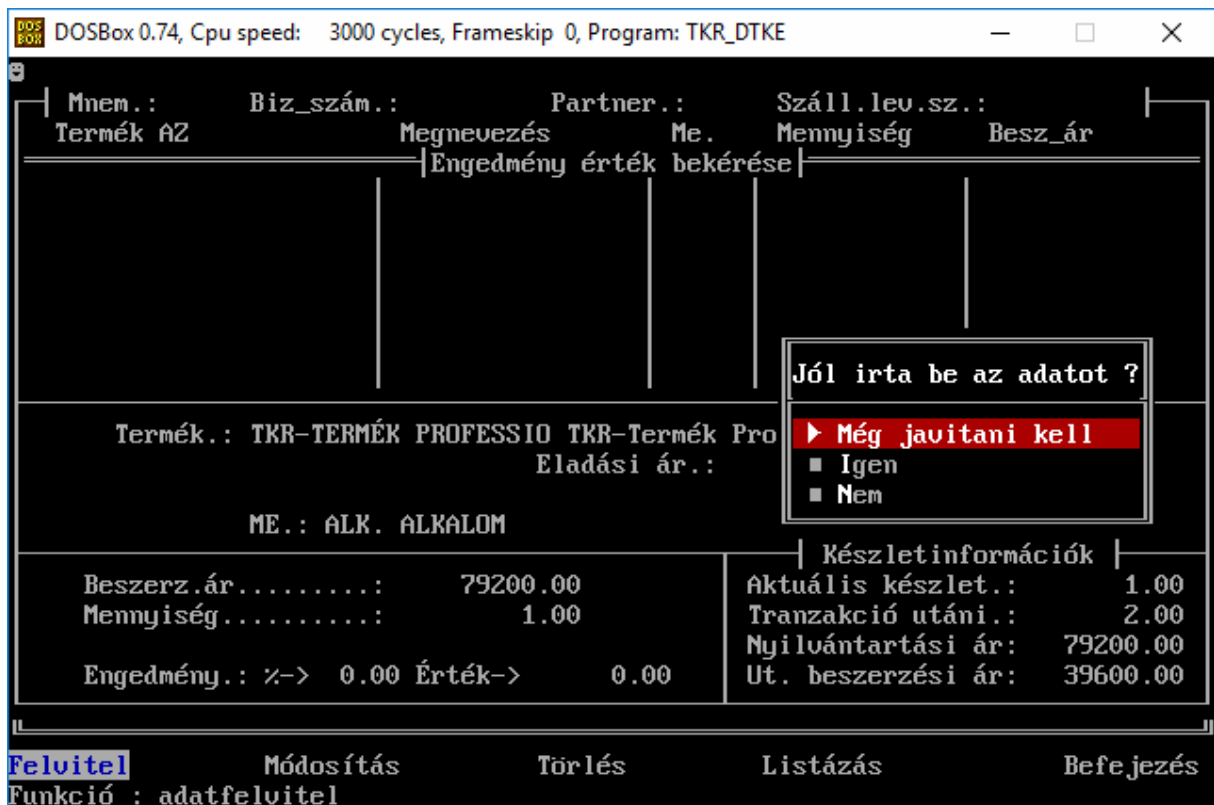 DOSBox 0.74, Cpu speed: 3000 cycles, Frameskip 0, Program: TKR_DTKE
Mnem.: Biz_szám.: Partner.: Száll.lev.sz.:
Termék AZ Megnevezés Me. Mennyiség Besz_ár
Engedmény érték bekérése
Jól irta be az adatot ?
Termék.: TKR-TERMÉK PROFESSIO TKR-Termék Pro
► Még javitani kell
Eladási ár.:
■ Igen
■ Nem
ME.: ALK. ALKALOM
Készletinformációk
Beszerz.ár.........: 79200.00
Aktuális készlet.: 1.00
Mennyiség..........: 1.00
Tranzakció utáni.: 2.00
Nyilvántartási ár: 79200.00
Engedmény.: %-> 0.00 Érték-> 0.00
Ut. beszerzési ár: 39600.00
Felvitel Módosítás Törlés Listázás Befejezés
Funkció : adatfelvitel